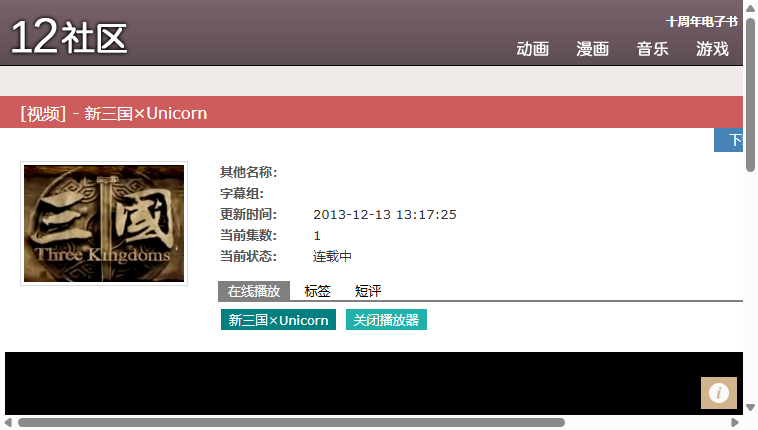 十周年电子书
12社区
动画 漫画 音乐 游戏
[视频] - 新三国×Unicorn
下
三國
Three Kingdoms
其他名称:
字幕组:
更新时间: 2013-12-13 13:17:25
当前集数: 1
当前状态: 连载中
在线播放 标签 短评
新三国×Unicorn 关闭播放器